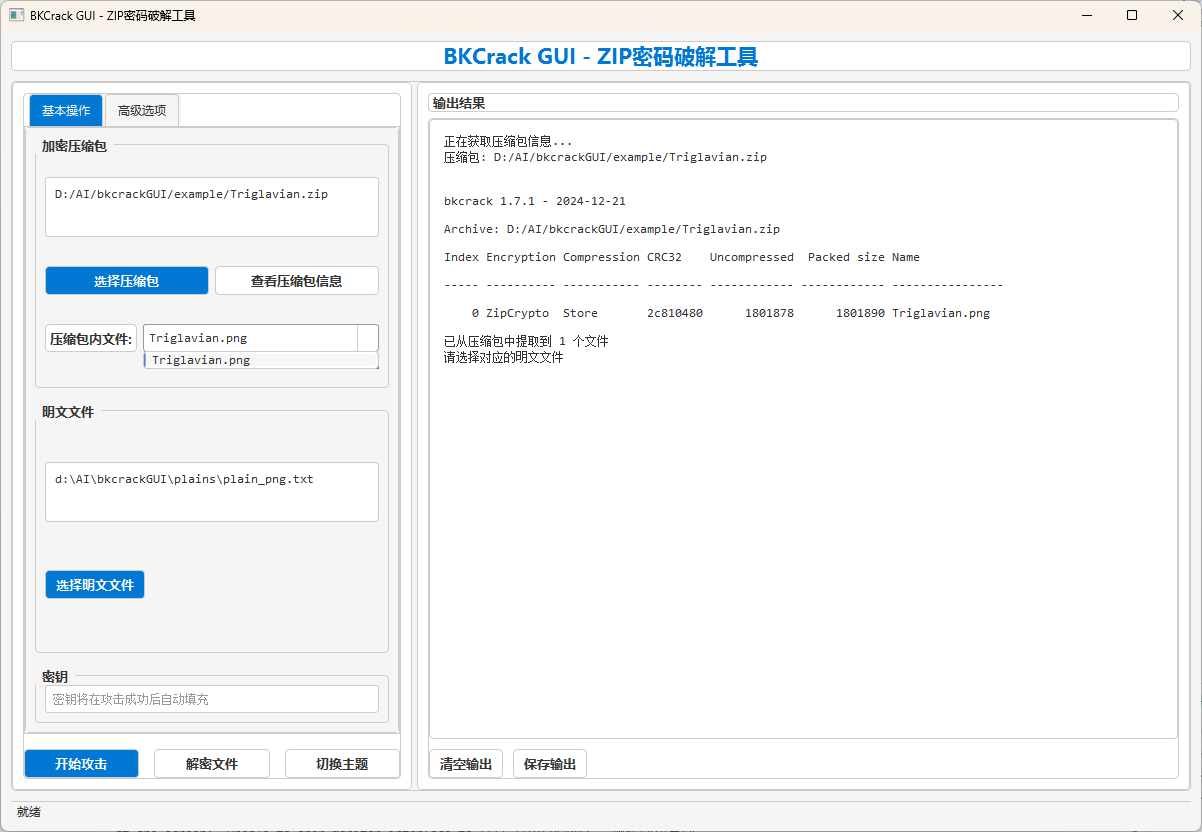 BKCrack GUI - ZIP密码破解工具
BKCrack GUI - ZIP密码破解工具
基本操作
高级选项
加密压缩包
D:/AI/bkcrackGUI/example/Triglavian.zip
选择压缩包
查看压缩包信息
压缩包内文件:
Triglavian.png
Triglavian.png
明文文件
d:\AI\bkcrackGUI\plains\plain_png.txt
选择明文文件
密钥
密钥将在攻击成功后自动填充
开始攻击
解密文件
切换主题
输出结果
正在获取压缩包信息...
压缩包: D:/AI/bkcrackGUI/example/Triglavian.zip
bkcrack 1.7.1 - 2024-12-21
Archive: D:/AI/bkcrackGUI/example/Triglavian.zip
Index Encryption Compression CRC32    Uncompressed  Packed size Name
----- ---------- ----------- -------- ------------ ------------ ----------------
    0 ZipCrypto  Store       2c810480      1801878      1801890 Triglavian.png
已从压缩包中提取到 1 个文件
请选择对应的明文文件
清空输出
保存输出
就绪